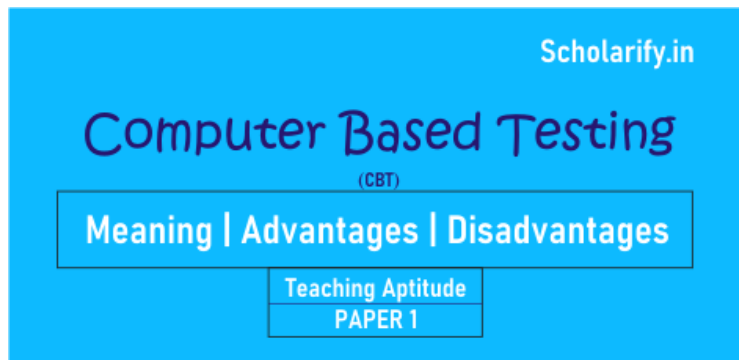 Scholarify.in
Computer Based Testing
(CBT)
Meaning | Advantages | Disadvantages
Teaching Aptitude
PAPER 1